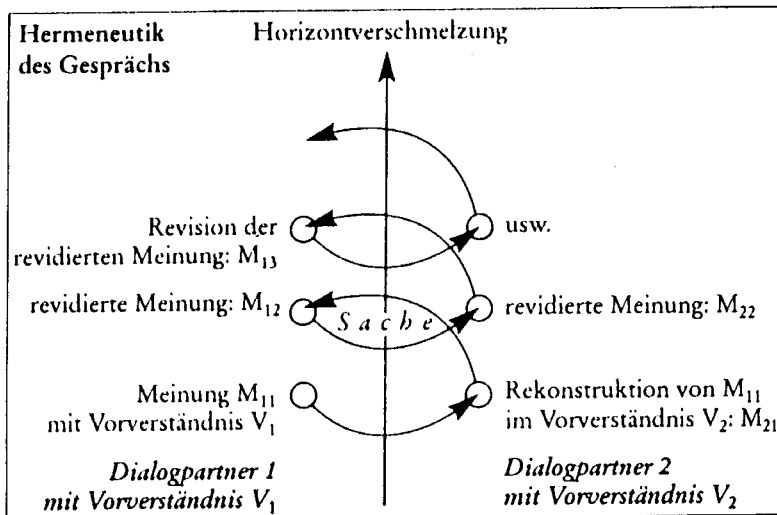 Hermeneutik
des Gesprächs
Horizontverschmelzung
Revision der
revidierten Meinung: M₁₃
usw.
revidierte Meinung: M₁₂
Sache
revidierte Meinung: M₂₂
Meinung M₁₁
mit Vorverständnis V₁
Rekonstruktion von M₁₁
im Vorverständnis V₂: M₂₁
Dialogpartner 1
mit Vorverständnis V₁
Dialogpartner 2
mit Vorverständnis V₂